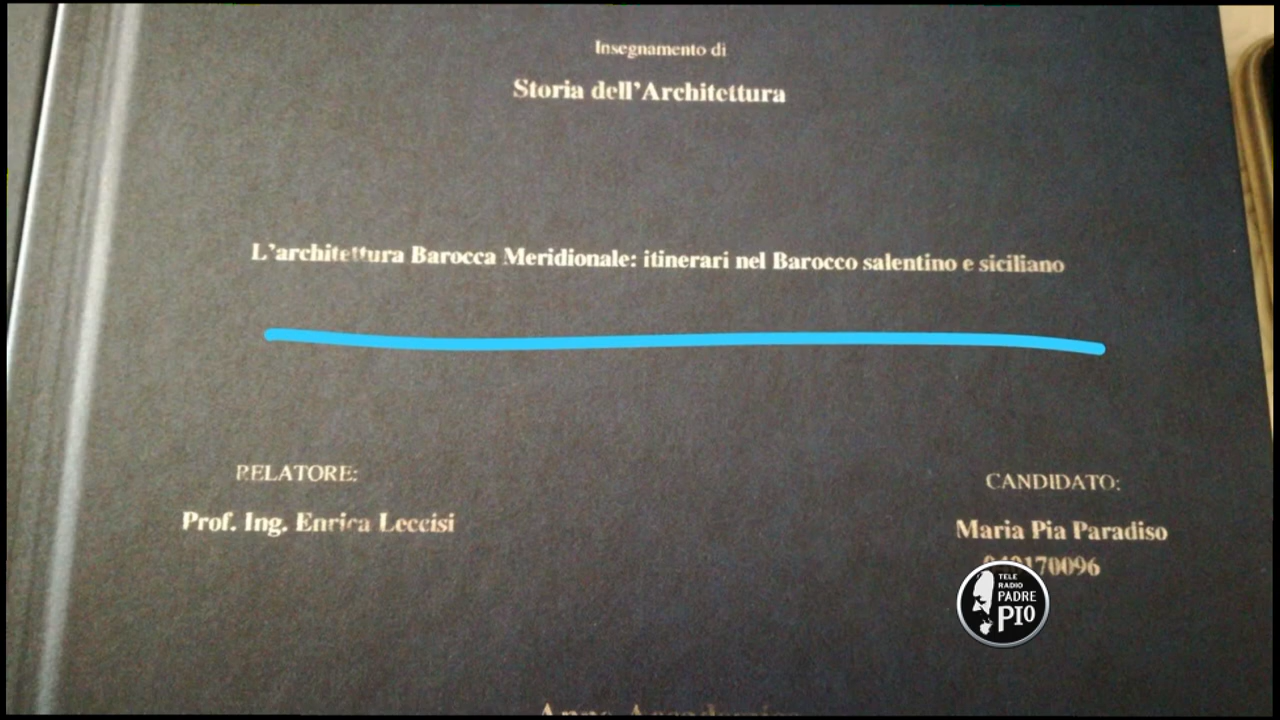 Insegnamento di
Storia dell'Architettura
L'architettura Barocca Meridionale: itinerari nel Barocco salentino e siciliano
RELATORE:
Prof. Ing. Enrica Leccisi
CANDIDATO:
Maria Pia Paradiso
TELE
RADIO
PADRE
PIO